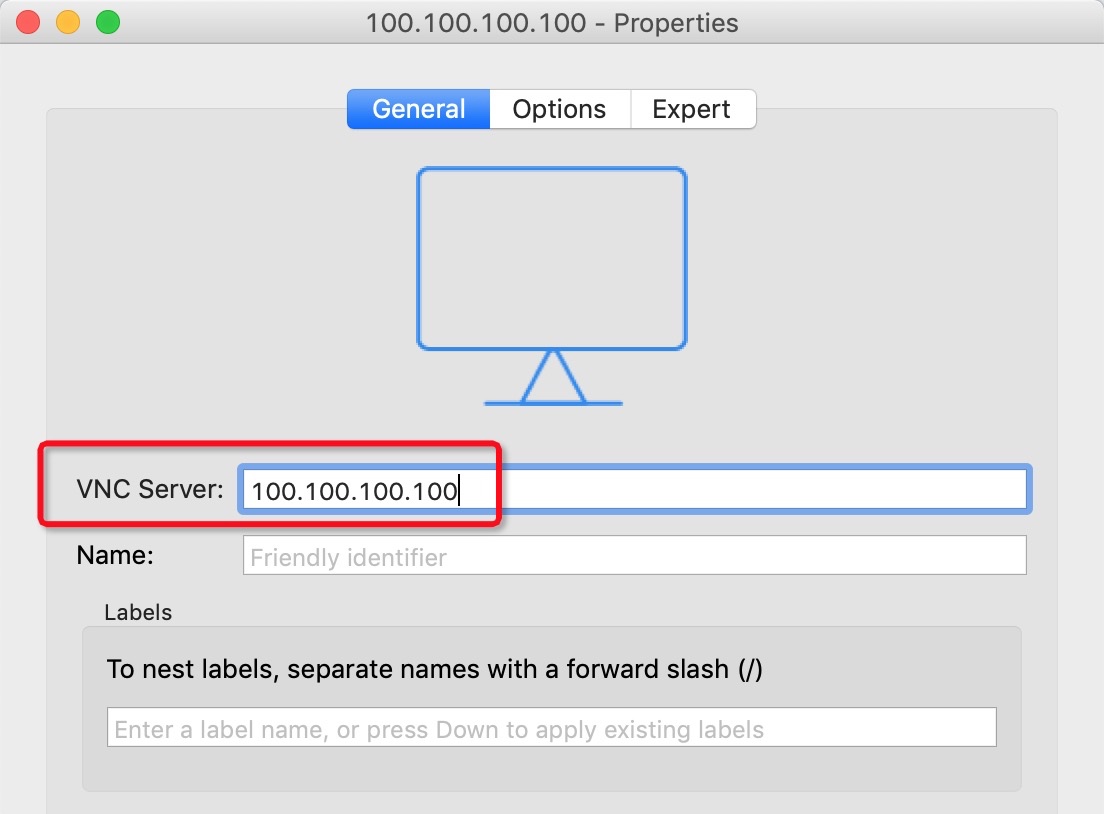 100.100.100.100 - Properties
General Options Expert
VNC Server: 100.100.100.100
Name: Friendly identifier
Labels
To nest labels, separate names with a forward slash (/)
Enter a label name, or press Down to apply existing labels